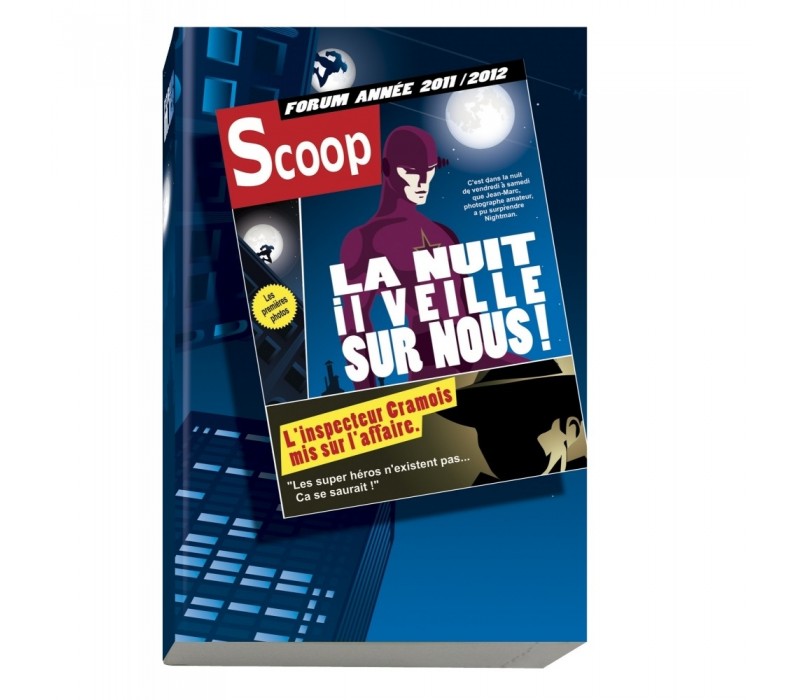 FORUM ANNÉE 2011 / 2012
Scoop
C'est dans la nuit
de vendredi à samedi
que Jean-Marc,
photographe amateur,
a pu surprendre
Nightman.
LA NUIT
il VEILLE
SUR NOUS !
Les
premières
photos
L'inspecteur Cramois
mis sur l'affaire.
"Les super héros n'existent pas...
Ca se saurait !"